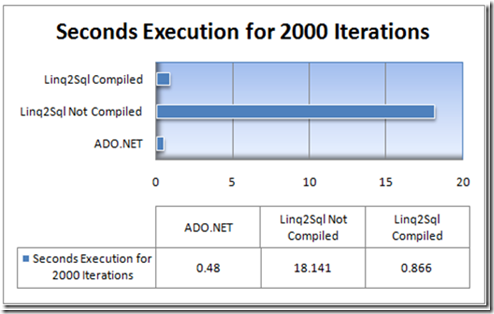 Seconds Execution for 2000 Iterations
Linq2Sql Compiled
Linq2Sql Not Compiled
ADO.NET
0 5 10 15 20
ADO.NET Linq2Sql Not Linq2Sql
Compiled Compiled
Seconds Execution for 0.48 18.141 0.866
2000 Iterations